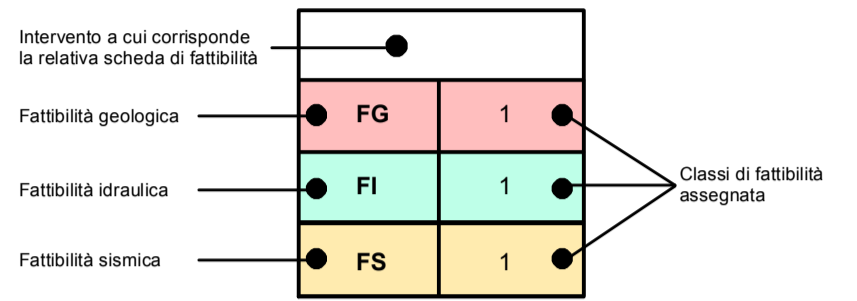 Intervento a cui corrisponde
la relativa scheda di fattibilità
Fattibilità geologica
FG
1
Fattibilità idraulica
FI
1
Classi di fattibilità
assegnata
Fattibilità sismica
FS
1